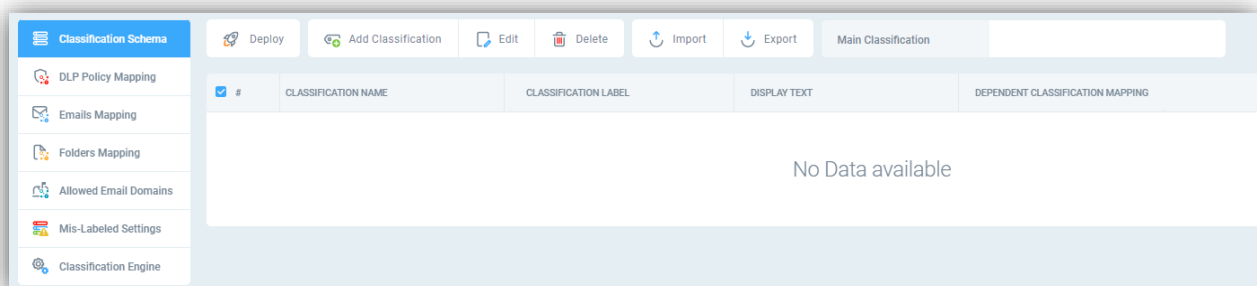 Classification Schema
Deploy
Add Classification
Edit
Delete
Import
Export
Main Classification
DLP Policy Mapping
Emails Mapping
Folders Mapping
Allowed Email Domains
Mis-Labeled Settings
Classification Engine
# CLASSIFICATION NAME CLASSIFICATION LABEL DISPLAY TEXT DEPENDENT CLASSIFICATION MAPPING
No Data available